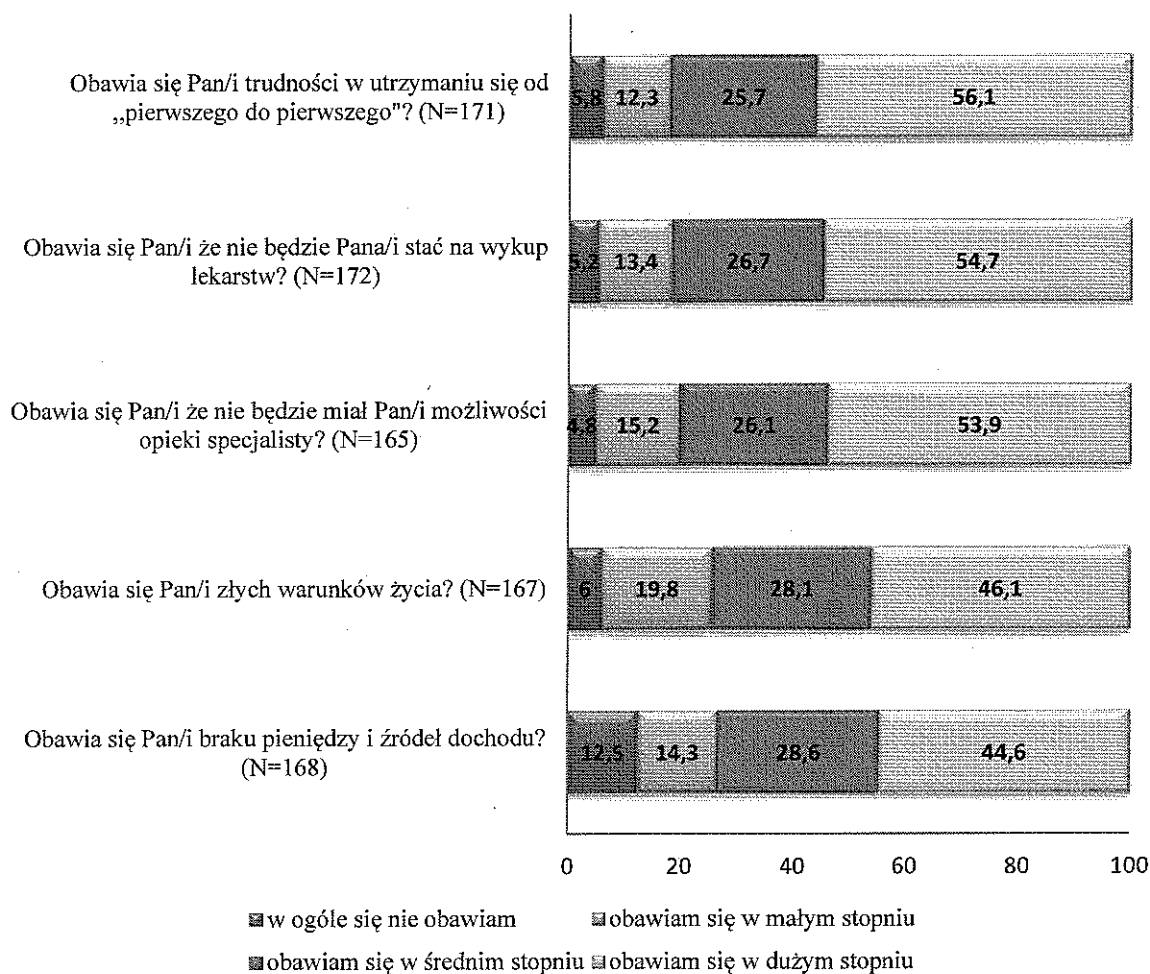 Obawia się Pan/i trudności w utrzymaniu się od
,,pierwszego do pierwszego"? (N=171)
5,8 12,3 25,7 56,1
Obawia się Pan/i że nie będzie Pana/i stać na wykup
lekarstw? (N=172)
5,2 13,4 26,7 54,7
Obawia się Pan/i że nie będzie miał Pan/i możliwości
opieki specjalisty? (N=165)
4,8 15,2 26,1 53,9
Obawia się Pan/i złych warunków życia? (N=167)
6 19,8 28,1 46,1
Obawia się Pan/i braku pieniędzy i źródeł dochodu?
(N=168)
12,5 14,3 28,6 44,6
0 20 40 60 80 100
w ogóle się nie obawiam obawiam się w małym stopniu
obawiam się w średnim stopniu obawiam się w dużym stopniu